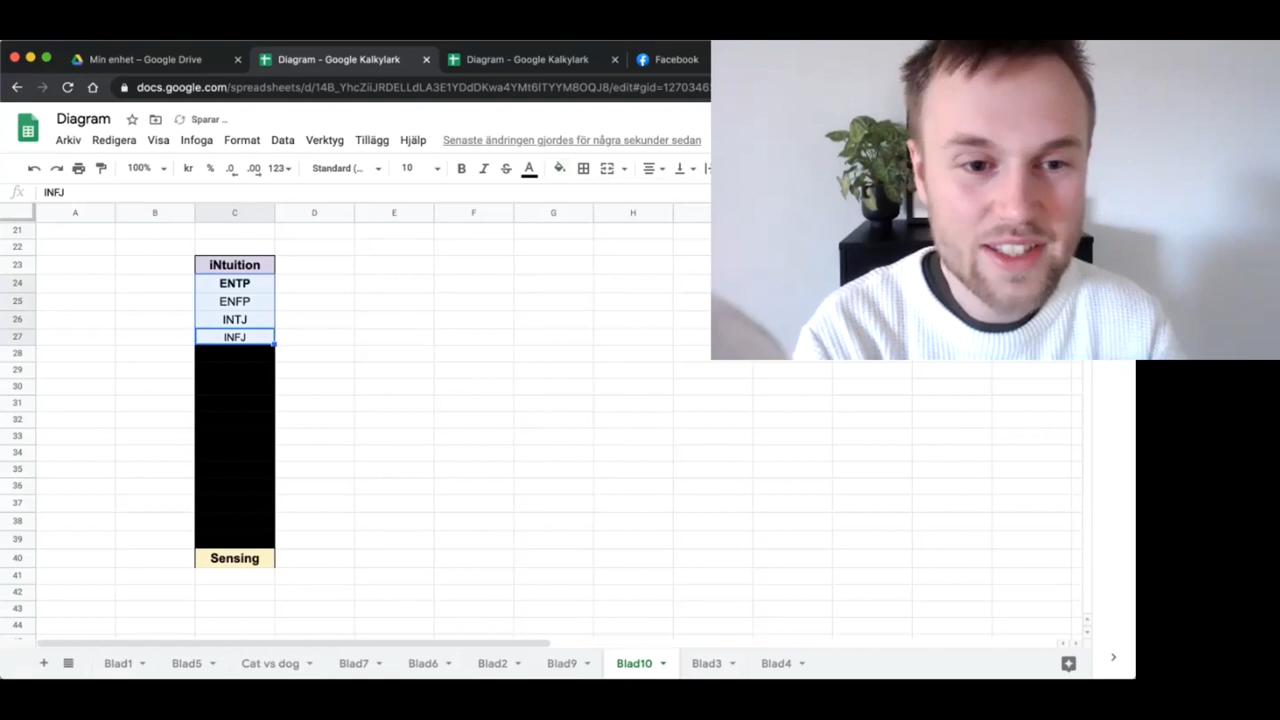 Min enhet – Google Drive
Diagram - Google Kalkylark
Diagram - Google Kalkylark
Facebook
docs.google.com/spreadsheets/d/14B_YhcZiiJRDELLdLA3E1YDdDKwa4YMt6ITYYM8OQJ8/edit#gid=1270346
Diagram
Sparar ...
Arkiv Redigera Visa Infoga Format Data Verktyg Tillägg Hjälp Senaste ändringen gjordes för några sekunder sedan
100% kr % .0 .00 123 Standard (... 10 B I S A
fx INFJ
A B C D E F G H
21
22
23 iNtuition
24 ENTP
25 ENFP
26 INTJ
27 INFJ
28
29
30
31
32
33
34
35
36
37
38
39
40 Sensing
41
42
43
44
+ Blad1 Blad5 Cat vs dog Blad7 Blad6 Blad2 Blad9 Blad10 Blad3 Blad4